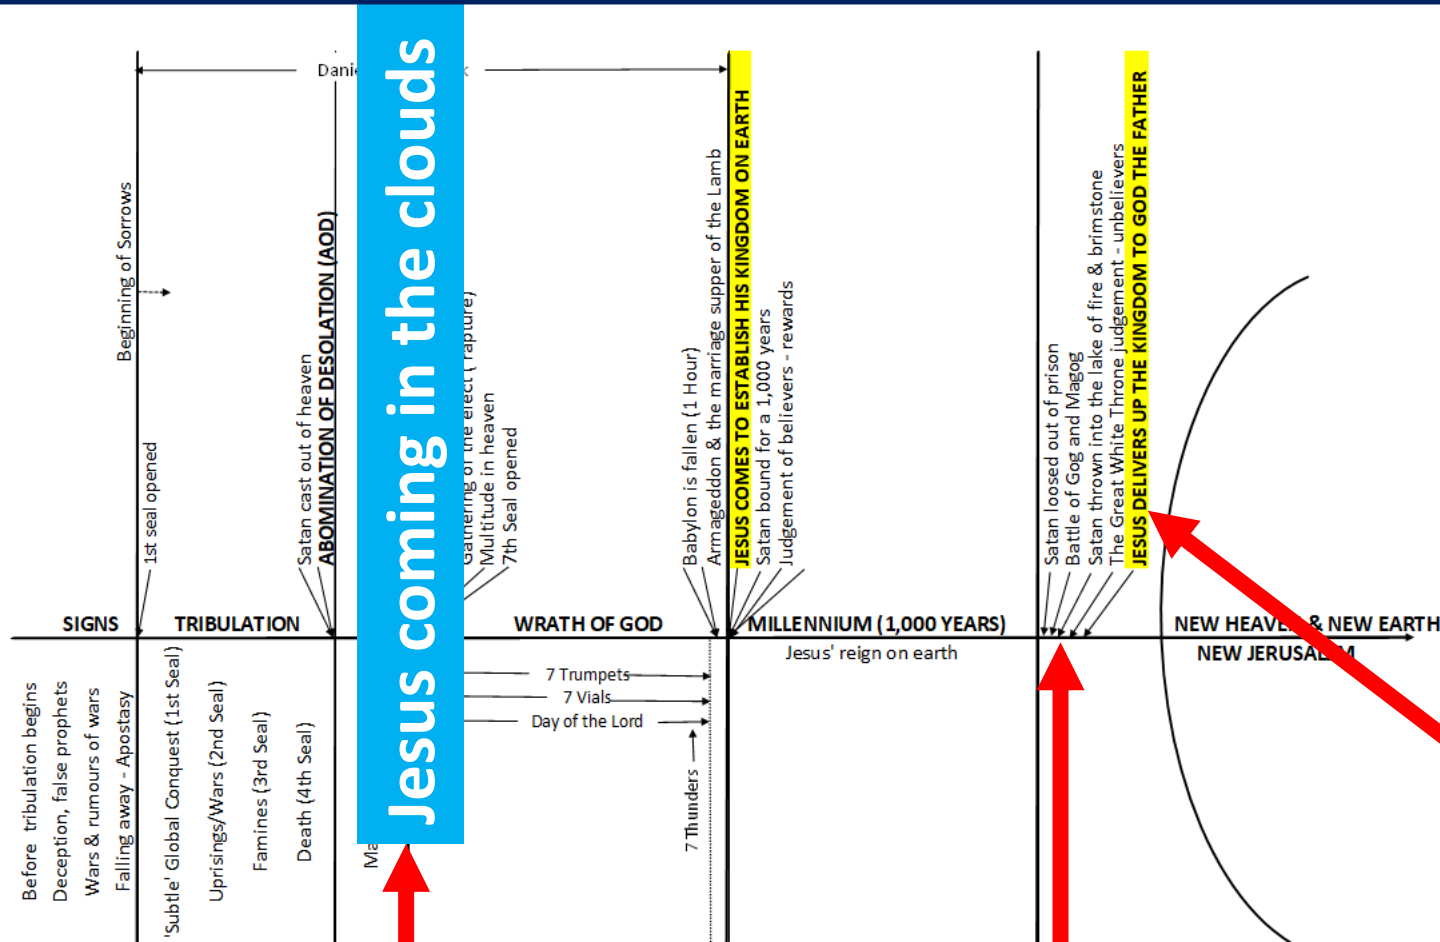 Jesus coming in the clouds
Beginning of Sorrows
1st seal opened
Satan cast out of heaven
ABOMINATION OF DESOLATION (AOD)
Gathering of the elect ( rapture)
Multitude in heaven
7th Seal opened
Babylon is fallen (1 Hour)
Armageddon & the marriage supper of the Lamb
JESUS COMES TO ESTABLISH HIS KINGDOM ON EARTH
Satan bound for a 1,000 years
Judgement of believers - rewards
Satan loosed out of prison
Battle of Gog and Magog
Satan thrown into the lake of fire & brimstone
The Great White Throne judgement - unbelievers
JESUS DELIVERS UP THE KINGDOM TO GOD THE FATHER
SIGNS
TRIBULATION
WRATH OF GOD
MILLENNIUM (1,000 YEARS)
NEW HEAVEN & NEW EARTH
Jesus' reign on earth
NEW JERUSALEM
7 Trumpets
7 Vials
Day of the Lord
7 Thunders
Before tribulation begins
Deception, false prophets
Wars & rumours of wars
Falling away - Apostasy
'Subtle' Global Conquest (1st Seal)
Uprisings/Wars (2nd Seal)
Famines (3rd Seal)
Death (4th Seal)